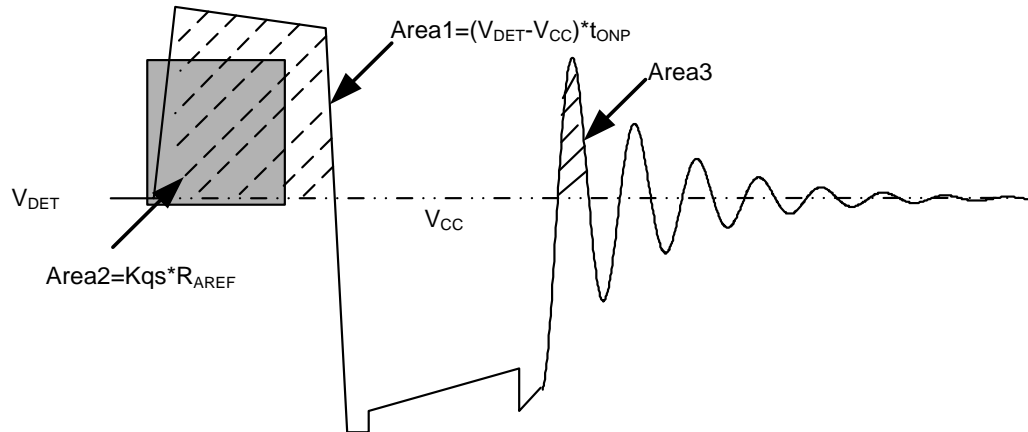 Area1=(VDET-VCC)*tONP
Area3
VDET
VCC
Area2=Kqs*RAREF